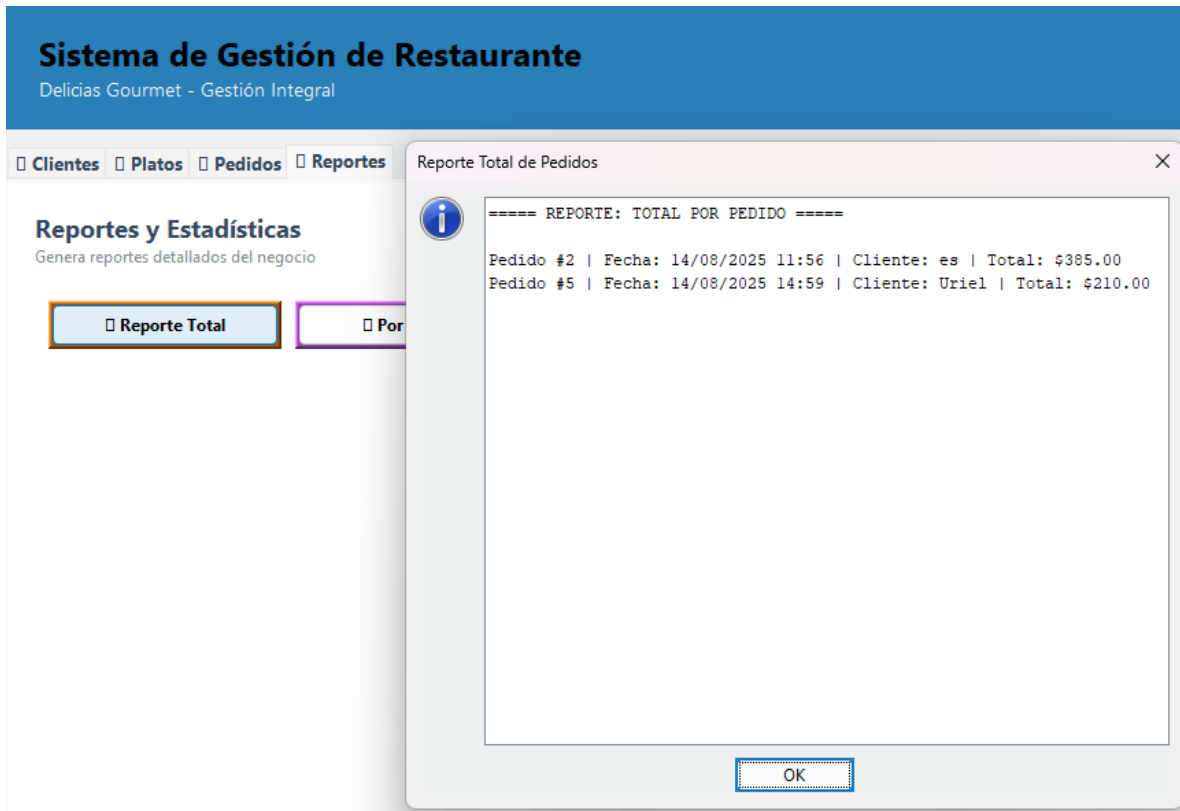 Sistema de Gestión de Restaurante
Delicias Gourmet - Gestión Integral
Clientes Platos Pedidos Reportes
Reportes y Estadísticas
Genera reportes detallados del negocio
Reporte Total Por
Reporte Total de Pedidos
===== REPORTE: TOTAL POR PEDIDO =====
Pedido #2 | Fecha: 14/08/2025 11:56 | Cliente: es | Total: $385.00
Pedido #5 | Fecha: 14/08/2025 14:59 | Cliente: Uriel | Total: $210.00
OK